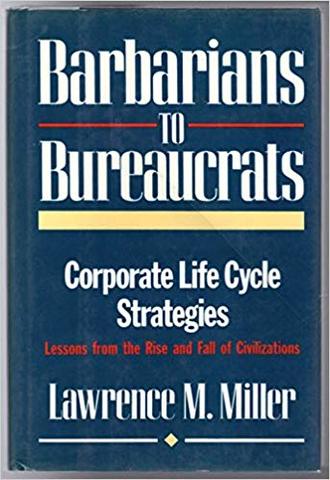 Barbarians
TO
Bureaucrats
Corporate Life Cycle
Strategies
Lessons from the Rise and Fall of Civilizations
Lawrence M. Miller